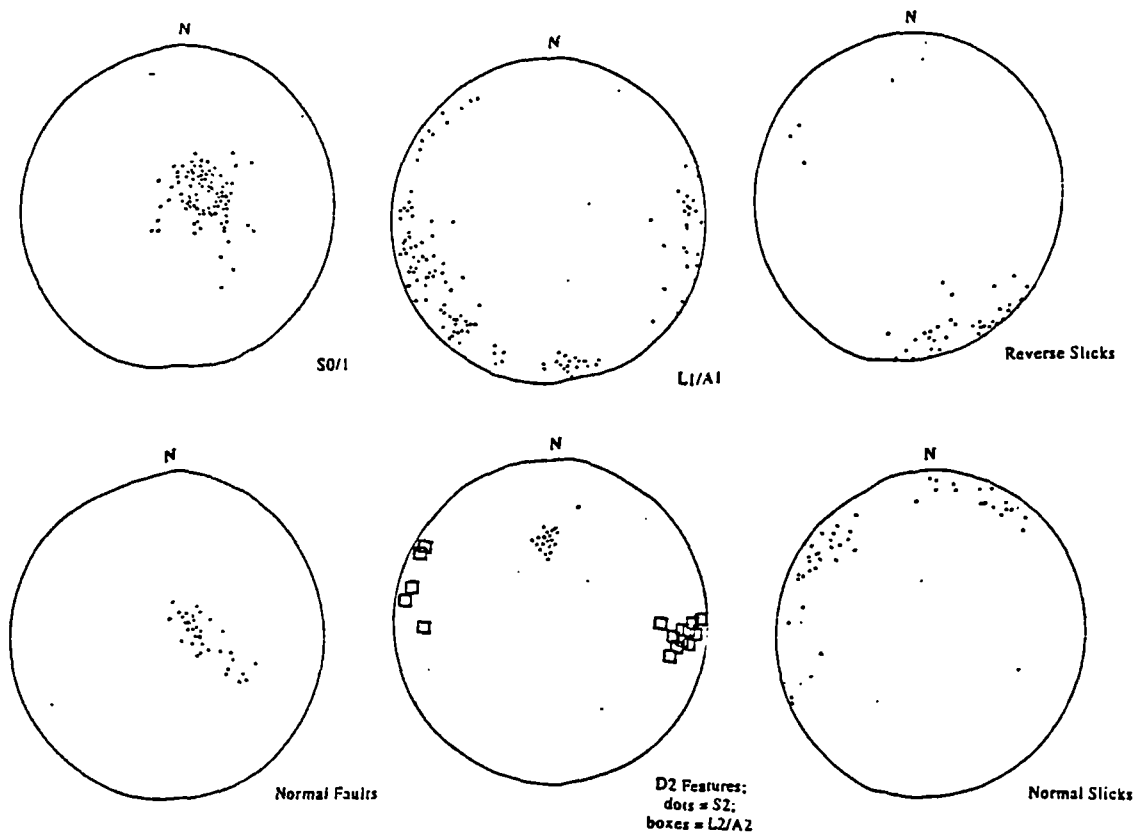 N
N
N
S0/1
L1/A1
Reverse Slicks
N
N
N
Normal Faults
D2 Features;
dots = S2;
boxes = L2/A2
Normal Slicks